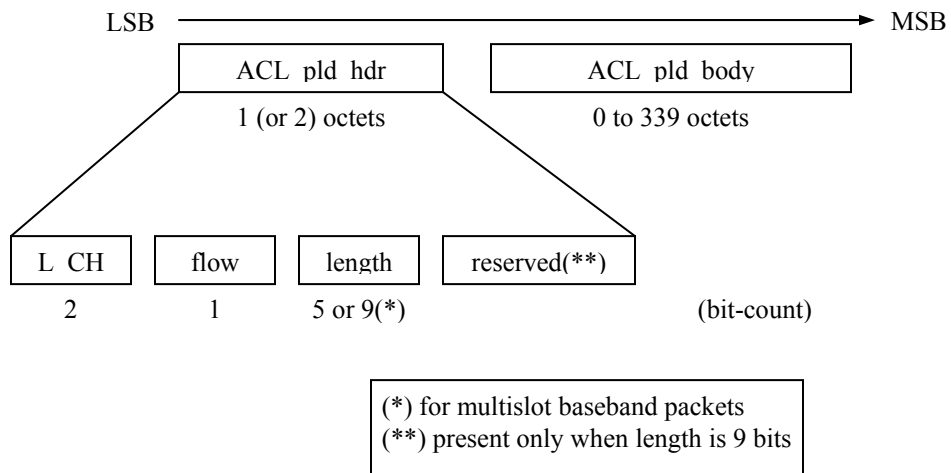 LSB MSB
ACL pld hdr ACL pld body
1 (or 2) octets 0 to 339 octets
L CH flow length reserved(**)
2 1 5 or 9(*) (bit-count)
(*) for multislot baseband packets
(**) present only when length is 9 bits